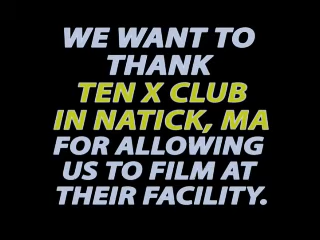 WE WANT TO
THANK
TEN X CLUB
IN NATICK, MA
FOR ALLOWING
US TO FILM AT
THEIR FACILITY.